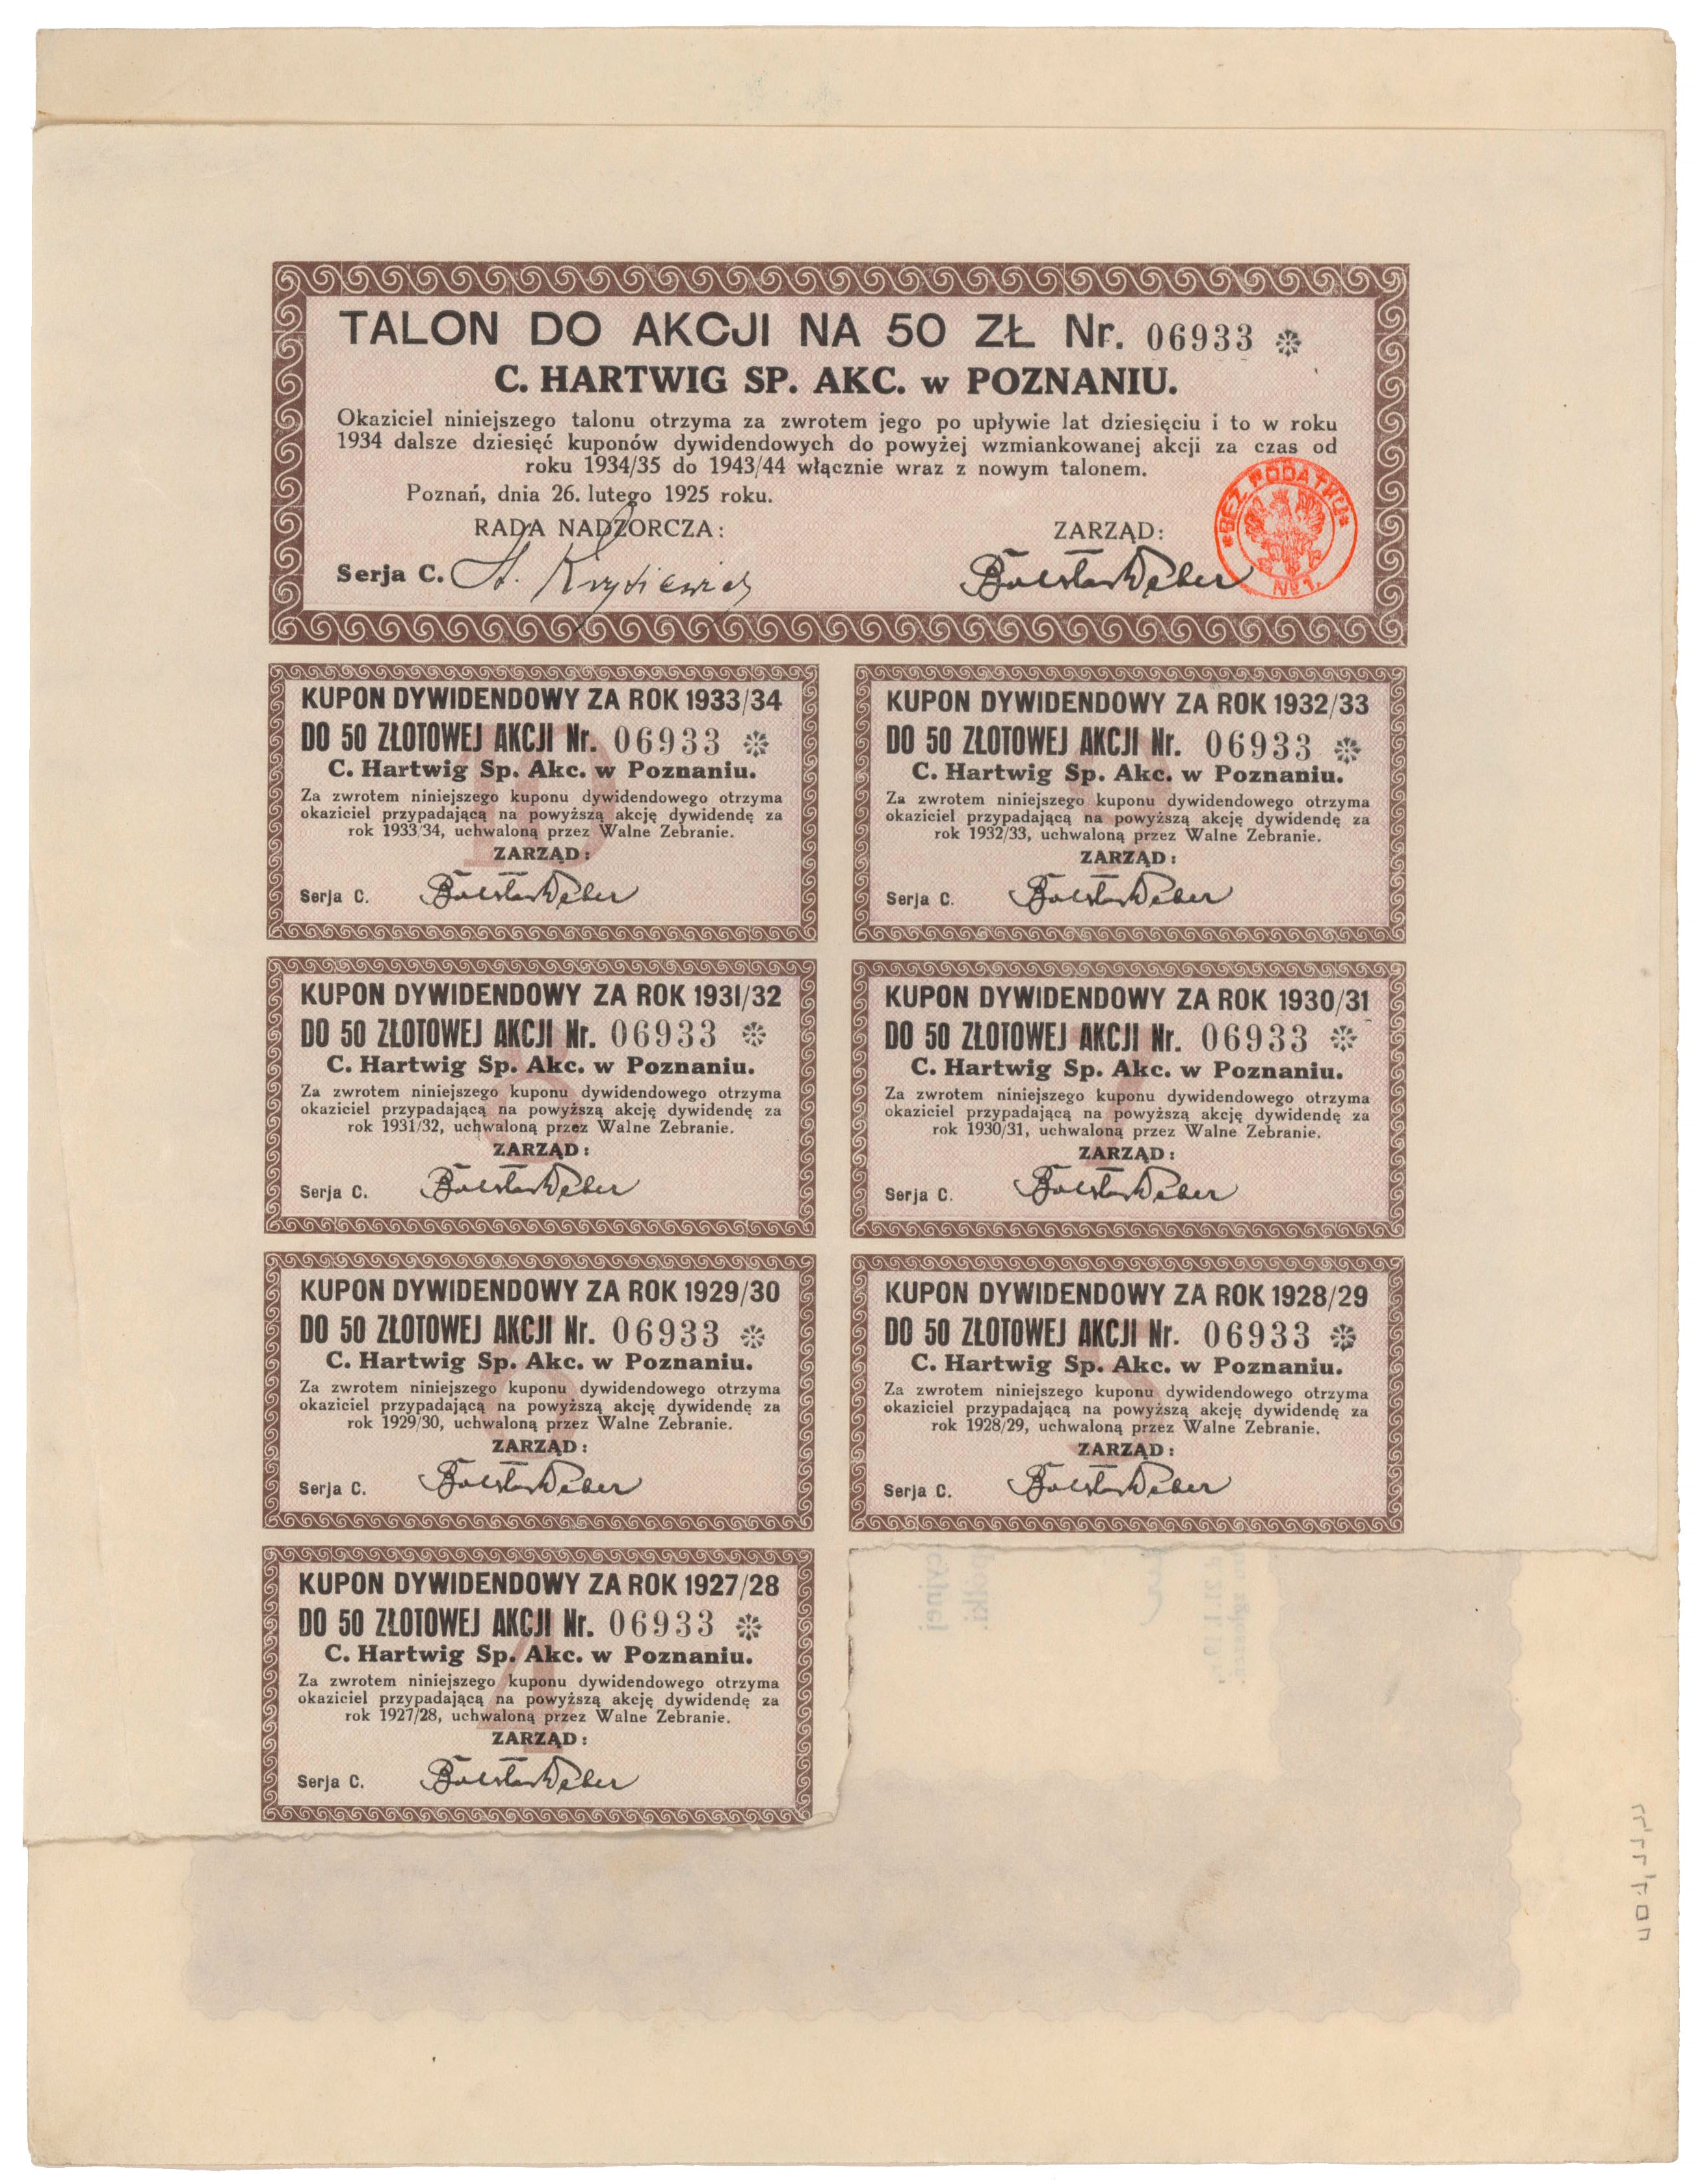 TALON DO AKCJI NA 50 ZŁ Nr. 06933
C. HARTWIG SP. AKC. w POZNANIU.
Okaziciel niniejszego talonu otrzyma za zwrotem jego po upływie lat dziesięciu i to w roku
1934 dalsze dziesięć kuponów dywidendowych do powyżej wzmiankowanej akcji za czas od
roku 1934/35 do 1943/44 włącznie wraz z nowym talonem.
Poznań, dnia 26. lutego 1925 roku.
RADA NADZORCZA:
ZARZĄD:
Serja C.
BEZ PODATKU
No 1.
KUPON DYWIDENDOWY ZA ROK 1933/34
DO 50 ZŁOTOWEJ AKCJI Nr. 06933
C. Hartwig Sp. Akc. w Poznaniu.
Za zwrotem niniejszego kuponu dywidendowego otrzyma
okaziciel przypadającą na powyższą akcję dywidendę za
rok 1933/34, uchwaloną przez Walne Zebranie.
ZARZĄD:
Serja C.
10
KUPON DYWIDENDOWY ZA ROK 1932/33
DO 50 ZŁOTOWEJ AKCJI Nr. 06933
C. Hartwig Sp. Akc. w Poznaniu.
Za zwrotem niniejszego kuponu dywidendowego otrzyma
okaziciel przypadającą na powyższą akcję dywidendę za
rok 1932/33, uchwaloną przez Walne Zebranie.
ZARZĄD:
Serja C.
9
KUPON DYWIDENDOWY ZA ROK 1931/32
DO 50 ZŁOTOWEJ AKCJI Nr. 06933
C. Hartwig Sp. Akc. w Poznaniu.
Za zwrotem niniejszego kuponu dywidendowego otrzyma
okaziciel przypadającą na powyższą akcję dywidendę za
rok 1931/32, uchwaloną przez Walne Zebranie.
ZARZĄD:
Serja C.
8
KUPON DYWIDENDOWY ZA ROK 1930/31
DO 50 ZŁOTOWEJ AKCJI Nr. 06933
C. Hartwig Sp. Akc. w Poznaniu.
Za zwrotem niniejszego kuponu dywidendowego otrzyma
okaziciel przypadającą na powyższą akcję dywidendę za
rok 1930/31, uchwaloną przez Walne Zebranie.
ZARZĄD:
Serja C.
7
KUPON DYWIDENDOWY ZA ROK 1929/30
DO 50 ZŁOTOWEJ AKCJI Nr. 06933
C. Hartwig Sp. Akc. w Poznaniu.
Za zwrotem niniejszego kuponu dywidendowego otrzyma
okaziciel przypadającą na powyższą akcję dywidendę za
rok 1929/30, uchwaloną przez Walne Zebranie.
ZARZĄD:
Serja C.
6
KUPON DYWIDENDOWY ZA ROK 1928/29
DO 50 ZŁOTOWEJ AKCJI Nr. 06933
C. Hartwig Sp. Akc. w Poznaniu.
Za zwrotem niniejszego kuponu dywidendowego otrzyma
okaziciel przypadającą na powyższą akcję dywidendę za
rok 1928/29, uchwaloną przez Walne Zebranie.
ZARZĄD:
Serja C.
5
KUPON DYWIDENDOWY ZA ROK 1927/28
DO 50 ZŁOTOWEJ AKCJI Nr. 06933
C. Hartwig Sp. Akc. w Poznaniu.
Za zwrotem niniejszego kuponu dywidendowego otrzyma
okaziciel przypadającą na powyższą akcję dywidendę za
rok 1927/28, uchwaloną przez Walne Zebranie.
ZARZĄD:
Serja C.
4